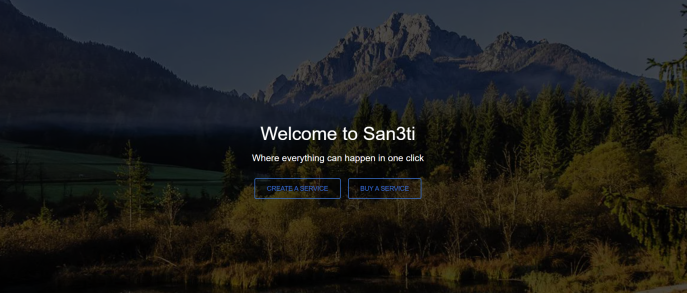 Welcome to San3ti
Where everything can happen in one click
CREATE A SERVICE
BUY A SERVICE